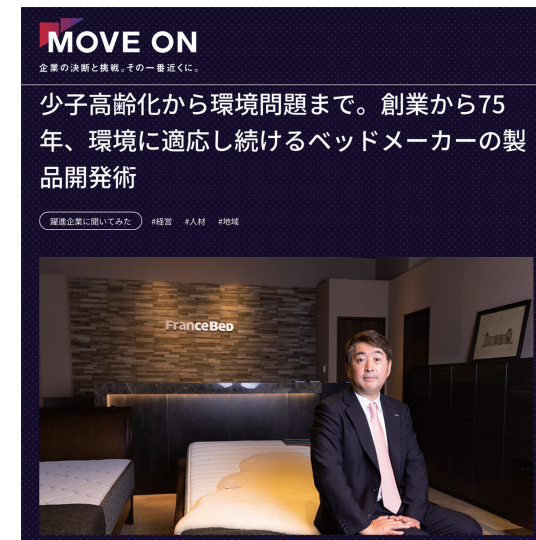 MOVE ON
企業の決断と挑戦。その一番近くに。
少子高齢化から環境問題まで。創業から75
年、環境に適応し続けるベッドメーカーの製
品開発術
躍進企業に聞いてみた #経営 #人材 #地域
FranceBeD